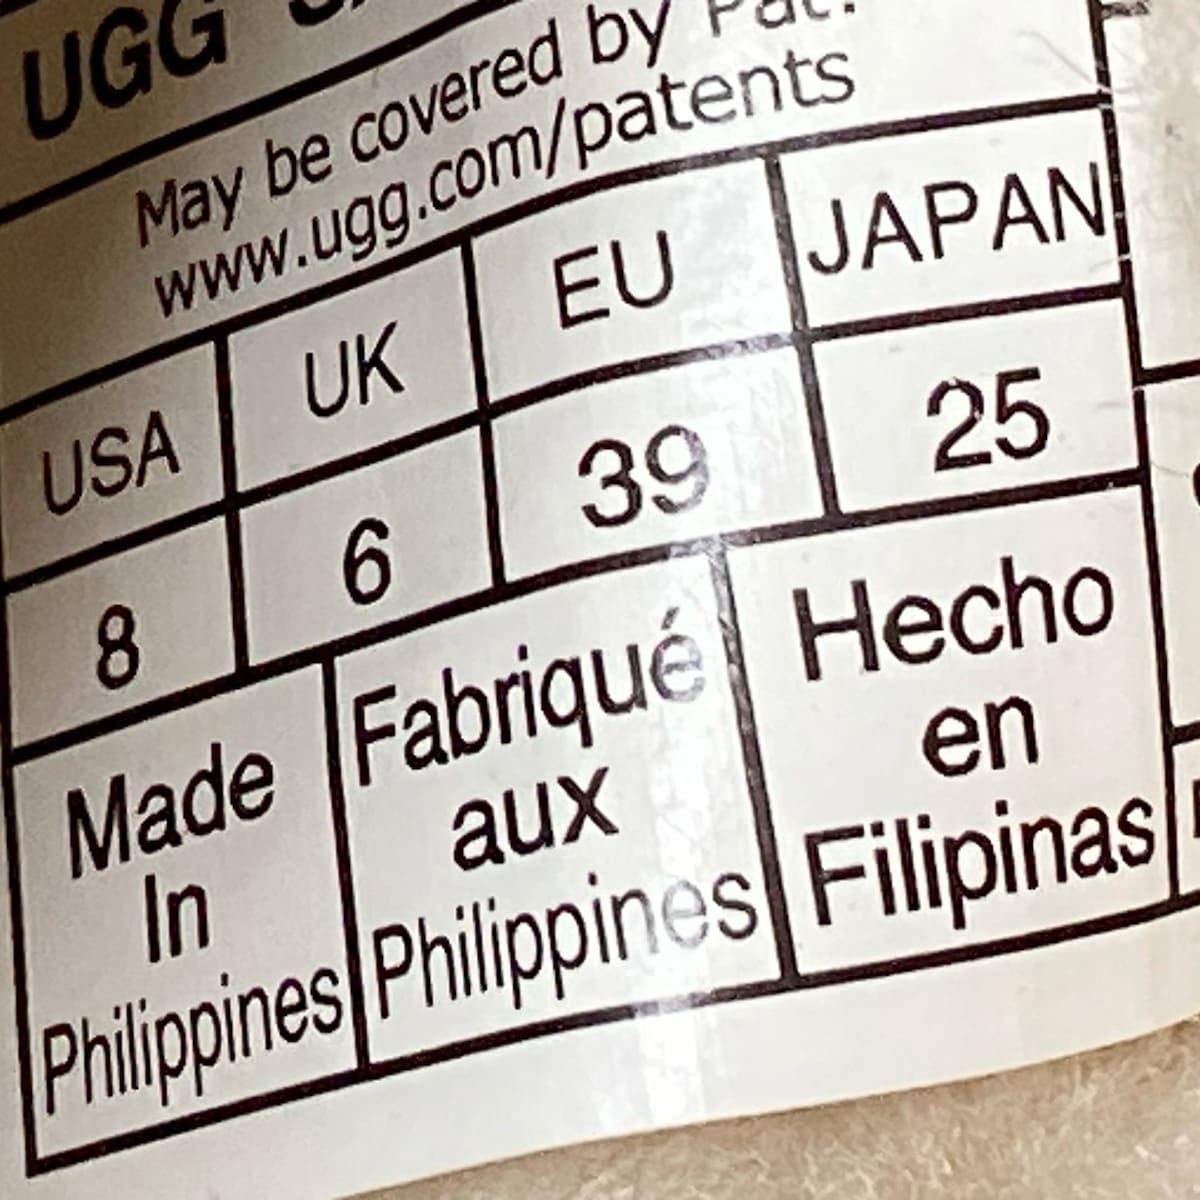 UGG
May be covered by Pat.
www.ugg.com/patents
USA UK EU JAPAN
8 6 39 25
Made Fabriqué Hecho
In aux en
Philippines Philippines Filipinas